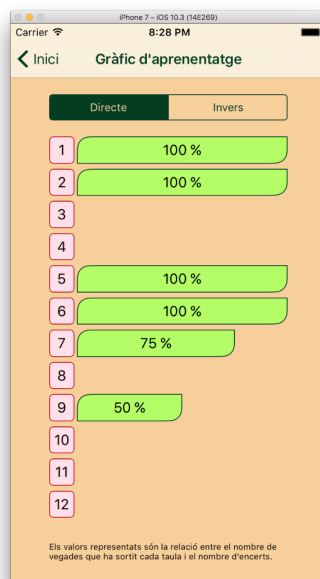 iPhone 7 – iOS 10.3 (14E269)
Carrier 8:28 PM
Inici Gràfic d'aprenentatge
Directe Invers
1 100 %
2 100 %
3
4
5 100 %
6 100 %
7 75 %
8
9 50 %
10
11
12
Els valors representats són la relació entre el nombre de
vegades que ha sortit cada taula i el nombre d'encerts.